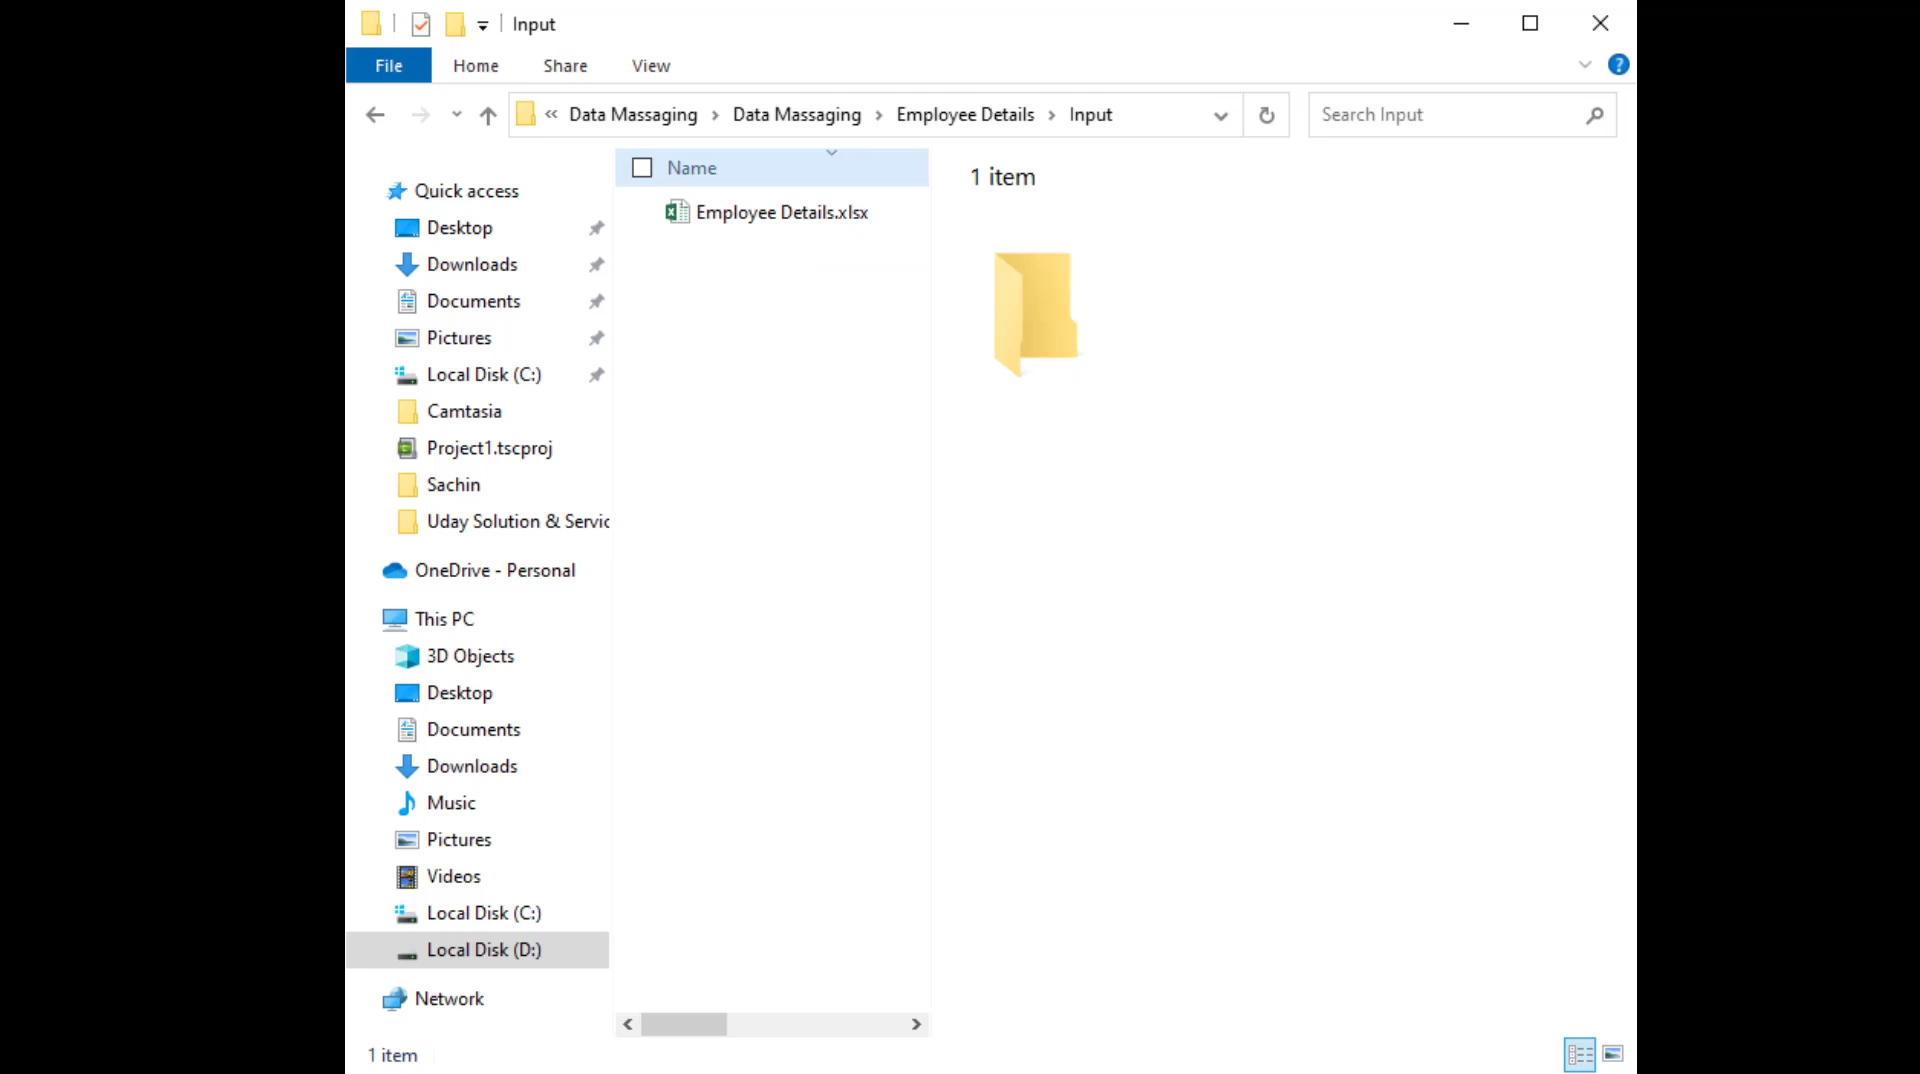 Input
File Home Share View
« Data Massaging > Data Massaging > Employee Details > Input
Search Input
Name
1 item
Employee Details.xlsx
Quick access
Desktop
Downloads
Documents
Pictures
Local Disk (C:)
Camtasia
Project1.tscproj
Sachin
Uday Solution & Servic
OneDrive - Personal
This PC
3D Objects
Desktop
Documents
Downloads
Music
Pictures
Videos
Local Disk (C:)
Local Disk (D:)
Network
1 item